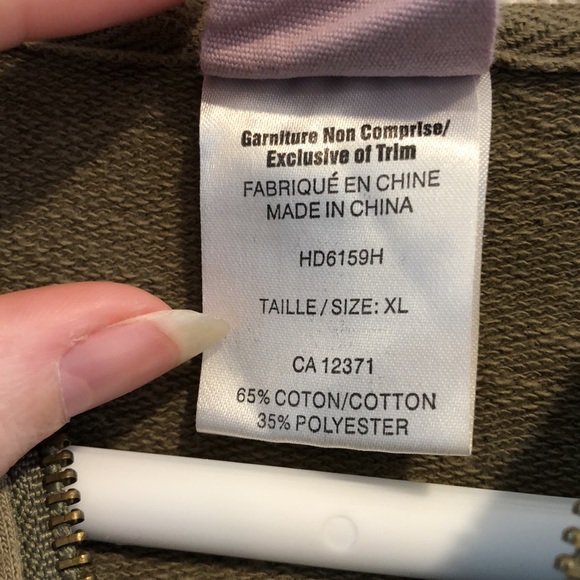 Garniture Non Comprise/
Exclusive of Trim
FABRIQUÉ EN CHINE
MADE IN CHINA
HD6159H
TAILLE/SIZE: XL
CA 12371
65% COTON/COTTON
35% POLYESTER